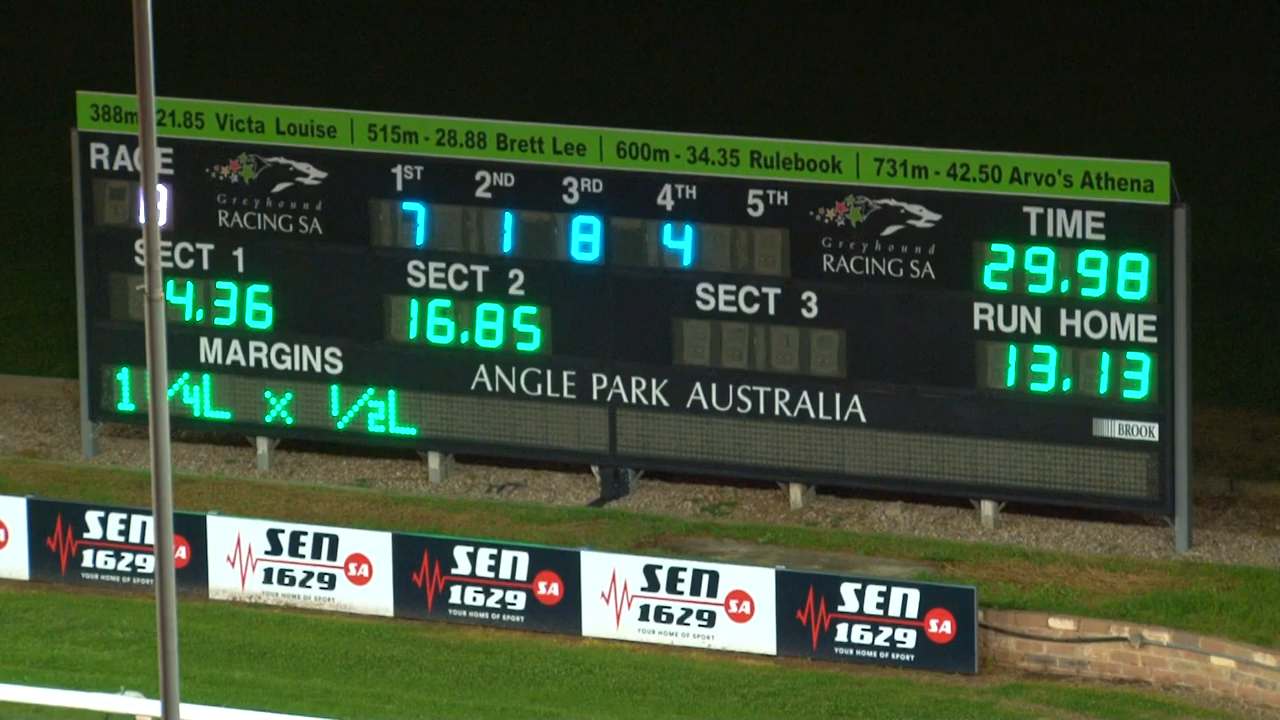 388m 21.85 Victa Louise | 515m - 28.88 Brett Lee | 600m - 34.35 Rulebook | 731m - 42.50 Arvo's Athena
RACE
Greyhound
RACING SA
1ST 2ND 3RD 4TH 5TH
7 1 8 4
Greyhound
RACING SA
TIME
29.98
SECT 1
4.36
SECT 2
16.85
SECT 3
RUN HOME
13.13
MARGINS
1 1/4L x 1/2L
ANGLE PARK AUSTRALIA
BROOK
SEN
1629
SA
YOUR HOME OF SPORT
SEN
1629
SA
YOUR HOME OF SPORT
SEN
1629
SA
YOUR HOME OF SPORT
SEN
1629
SA
YOUR HOME OF SPORT
SEN
1629
SA
YOUR HOME OF SPORT